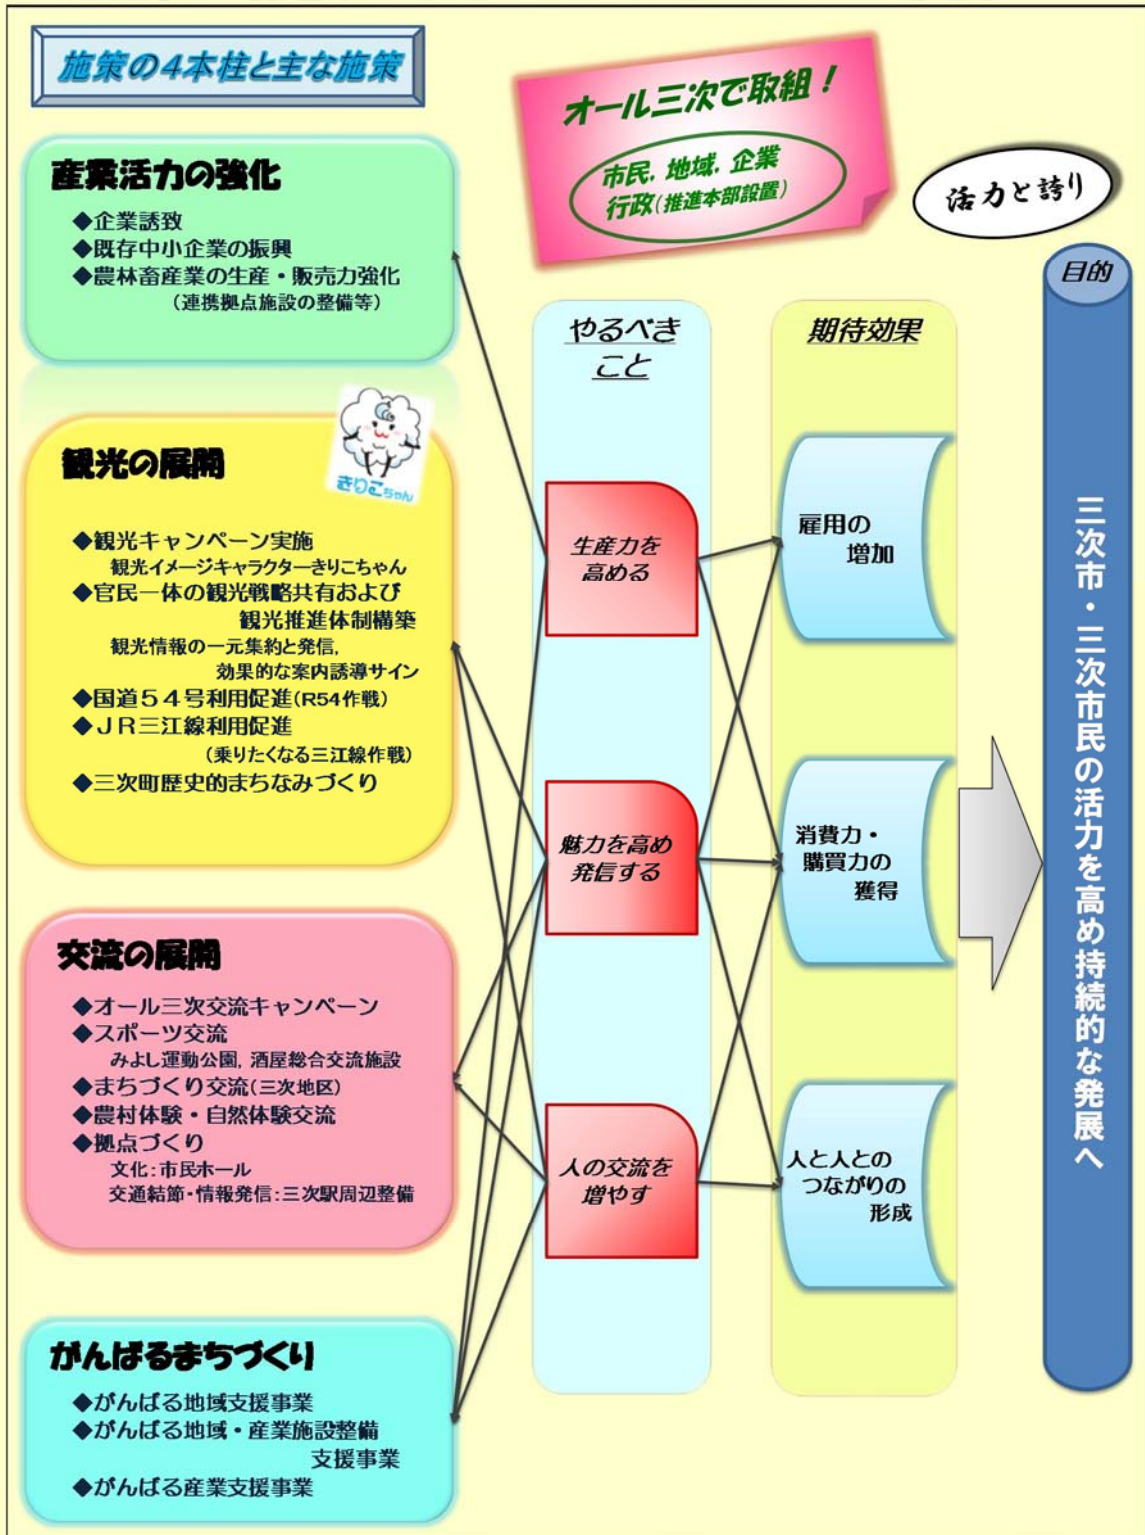 施策の4本柱と主な施策
オール三次で取組！
市民，地域，企業
行政（推進本部設置）
活力と誇り
産業活力の強化
◆企業誘致
◆既存中小企業の振興
◆農林畜産業の生産・販売力強化
（連携拠点施設の整備等）
観光の展開
きりこちゃん
◆観光キャンペーン実施
観光イメージキャラクターきりこちゃん
◆官民一体の観光戦略共有および
観光推進体制構築
観光情報の一元集約と発信，
効果的な案内誘導サイン
◆国道５４号利用促進（R54作戦）
◆ＪＲ三江線利用促進
（乗りたくなる三江線作戦）
◆三次町歴史的まちなみづくり
交流の展開
◆オール三次交流キャンペーン
◆スポーツ交流
みよし運動公園，酒屋総合交流施設
◆まちづくり交流（三次地区）
◆農村体験・自然体験交流
◆拠点づくり
文化：市民ホール
交通結節・情報発信：三次駅周辺整備
がんばるまちづくり
◆がんばる地域支援事業
◆がんばる地域・産業施設整備
支援事業
◆がんばる産業支援事業
やるべき
こと
生産力を
高める
魅力を高め
発信する
人の交流を
増やす
期待効果
雇用の
増加
消費力・
購買力の
獲得
人と人との
つながりの
形成
目的
三次市・三次市民の活力を高め持続的な発展へ